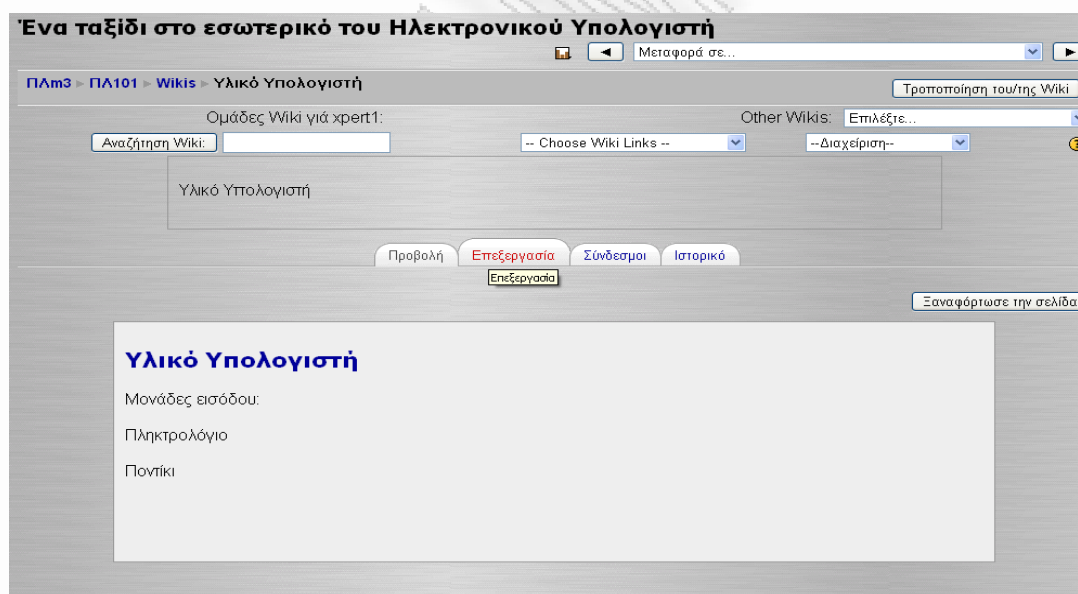 Ένα ταξίδι στο εσωτερικό του Ηλεκτρονικού Υπολογιστή
◄ Μεταφορά σε... ►
ΠΛm3 ► ΠΛ101 ► Wikis ► Υλικό Υπολογιστή
Τροποποίηση του/της Wiki
Ομάδες Wiki γιά xpert1: Other Wikis: Επιλέξτε...
Αναζήτηση Wiki: -- Choose Wiki Links -- --Διαχείριση-- ?
Υλικό Υπολογιστή
Προβολή Επεξεργασία Σύνδεσμοι Ιστορικό
Επεξεργασία
Ξαναφόρτωσε την σελίδα
Υλικό Υπολογιστή
Μονάδες εισόδου:
Πληκτρολόγιο
Ποντίκι